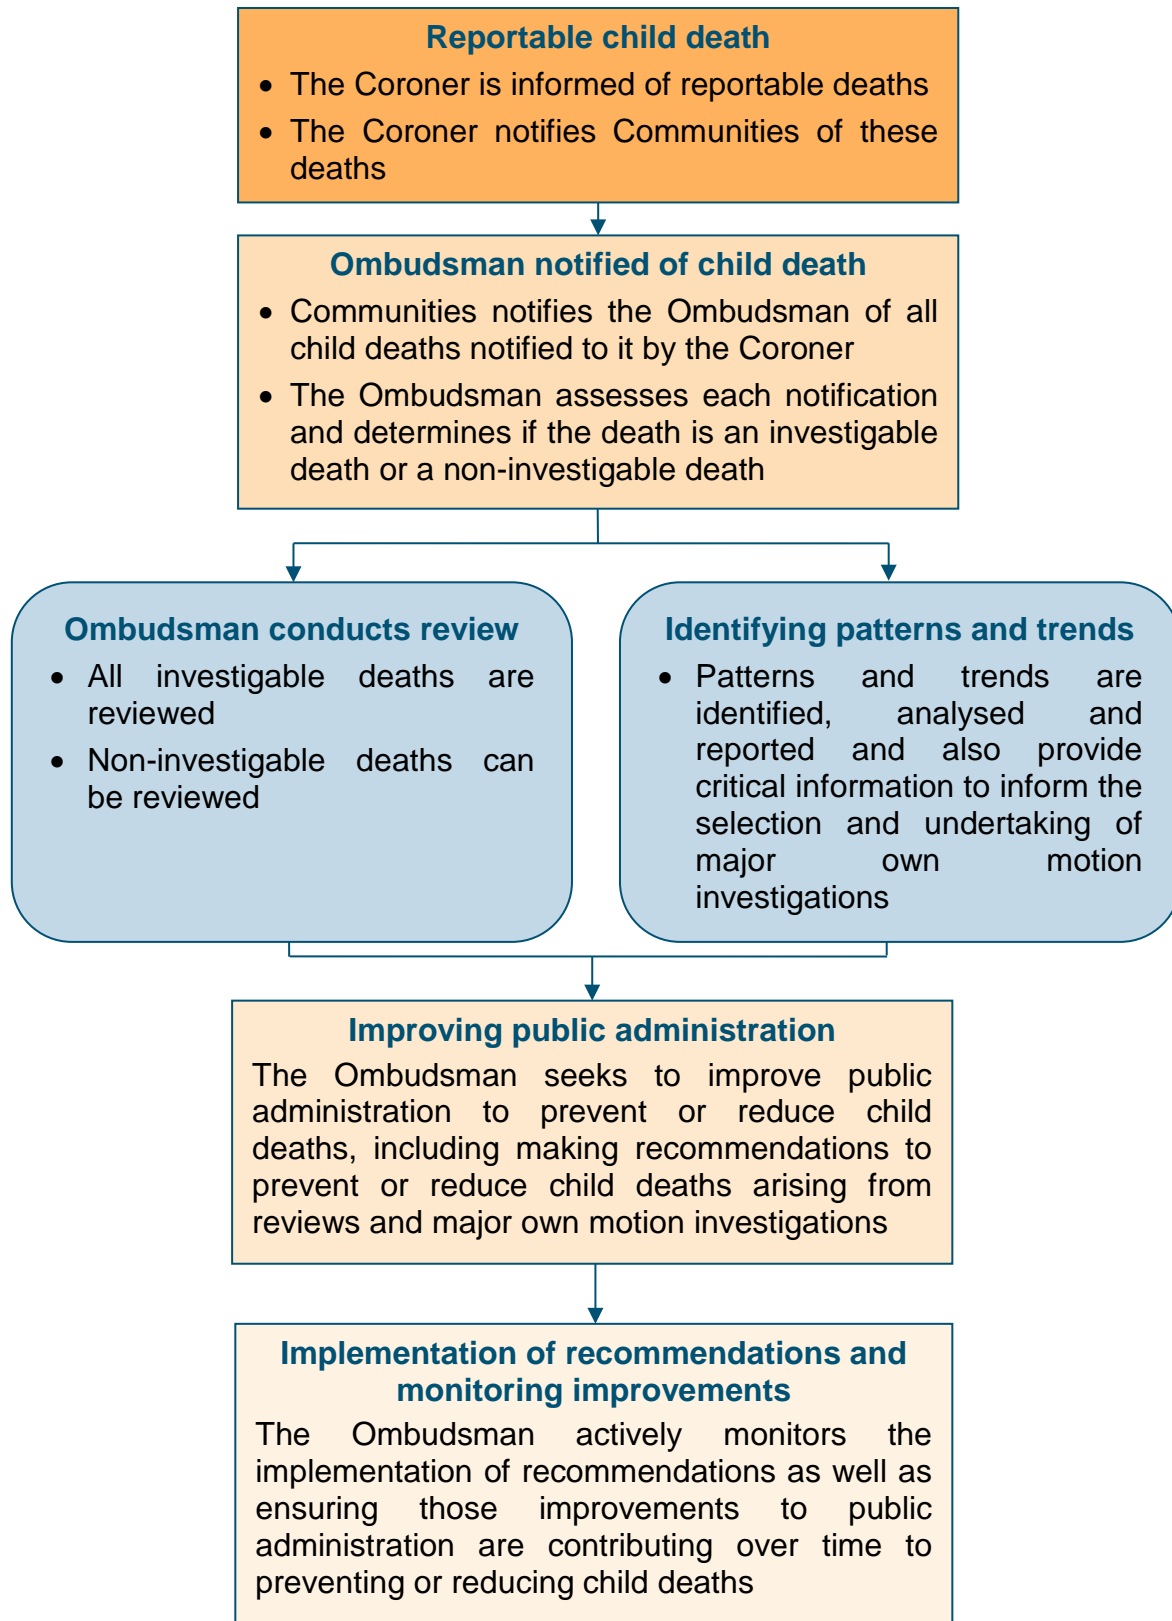 Reportable child death
• The Coroner is informed of reportable deaths
• The Coroner notifies Communities of these
deaths
Ombudsman notified of child death
• Communities notifies the Ombudsman of all
child deaths notified to it by the Coroner
• The Ombudsman assesses each notification
and determines if the death is an investigable
death or a non-investigable death
Ombudsman conducts review
• All investigable deaths are
reviewed
• Non-investigable deaths can
be reviewed
Identifying patterns and trends
• Patterns and trends are
identified, analysed and
reported and also provide
critical information to inform the
selection and undertaking of
major own motion
investigations
Improving public administration
The Ombudsman seeks to improve public
administration to prevent or reduce child
deaths, including making recommendations to
prevent or reduce child deaths arising from
reviews and major own motion investigations
Implementation of recommendations and
monitoring improvements
The Ombudsman actively monitors the
implementation of recommendations as well as
ensuring those improvements to public
administration are contributing over time to
preventing or reducing child deaths